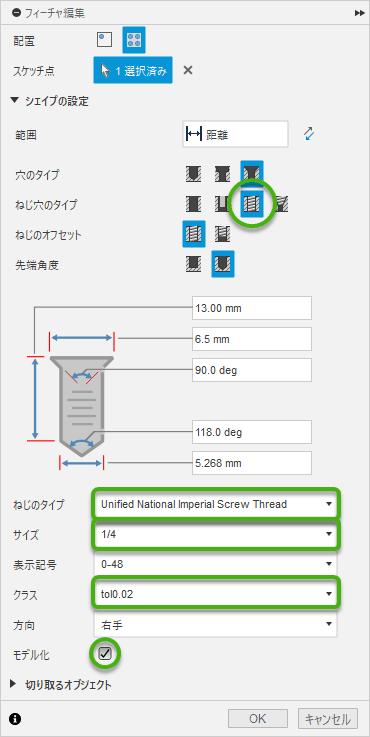 フィーチャ編集
配置
スケッチ点
1 選択済み
シェイプの設定
範囲
距離
穴のタイプ
ねじ穴のタイプ
ねじのオフセット
先端角度
13.00 mm
6.5 mm
90.0 deg
118.0 deg
5.268 mm
ねじのタイプ
Unified National Imperial Screw Thread
サイズ
1/4
表示記号
0-48
クラス
tol0.02
方向
右手
モデル化
切り取るオブジェクト
OK
キャンセル